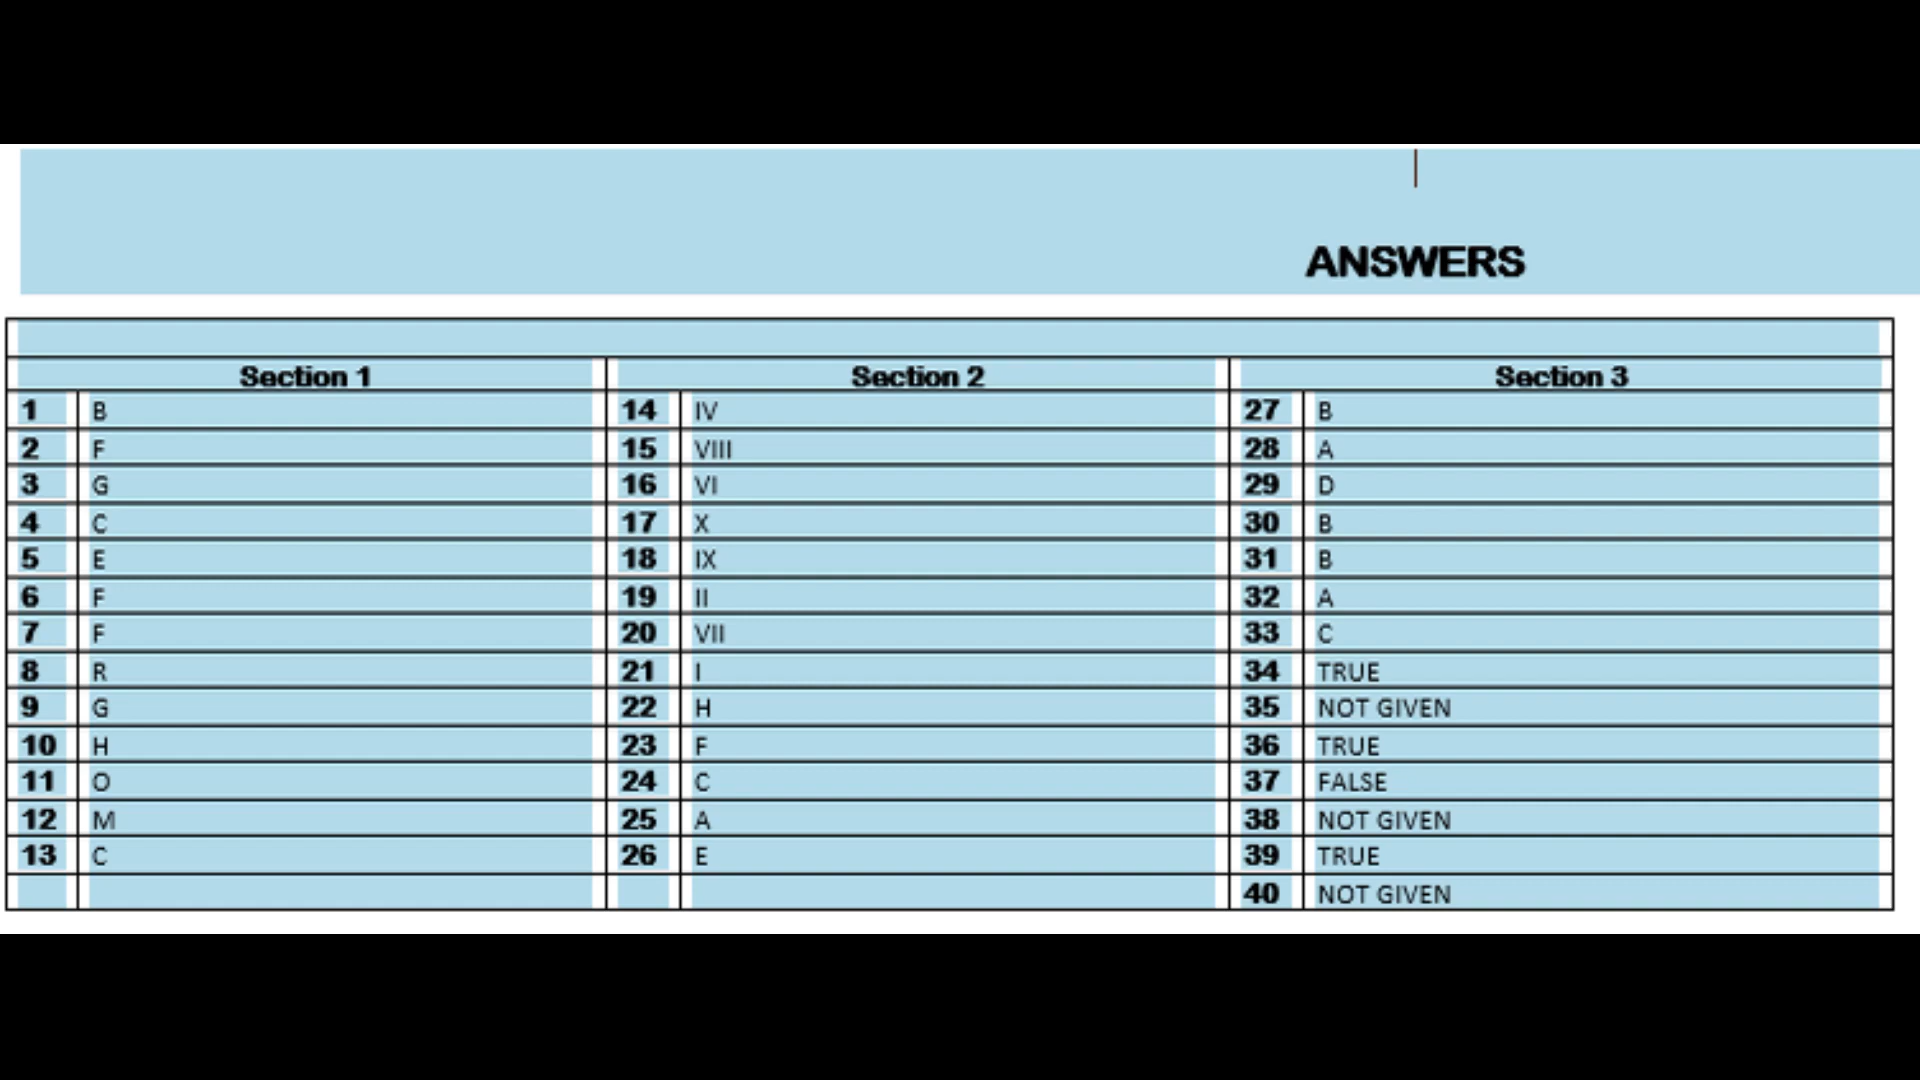 ANSWERS
Section 1 Section 2 Section 3
1 B 14 IV 27 B
2 F 15 VIII 28 A
3 G 16 VI 29 D
4 C 17 X 30 B
5 E 18 IX 31 B
6 F 19 II 32 A
7 F 20 VII 33 C
8 R 21 I 34 TRUE
9 G 22 H 35 NOT GIVEN
10 H 23 F 36 TRUE
11 O 24 C 37 FALSE
12 M 25 A 38 NOT GIVEN
13 C 26 E 39 TRUE
40 NOT GIVEN